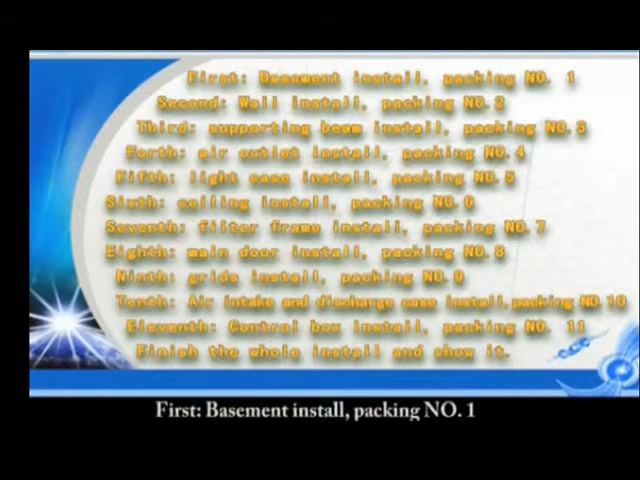 First: Basement install, packing NO. 1
Second: Wall install, packing NO.2
Third: supporting beam install, packing NO.3
Forth: air outlet install, packing NO.4
Fifth: light case install, packing NO.5
Sixth: ceiling install, packing NO.6
Seventh: filter frame install, packing NO.7
Eighth: main door install, packing NO.8
Ninth: grids install, packing NO.9
Tenth: Air intake and discharge case install,packing NO.10
Eleventh: Control box install, packing NO. 11
Finish the whole install and show it.
First: Basement install, packing NO. 1